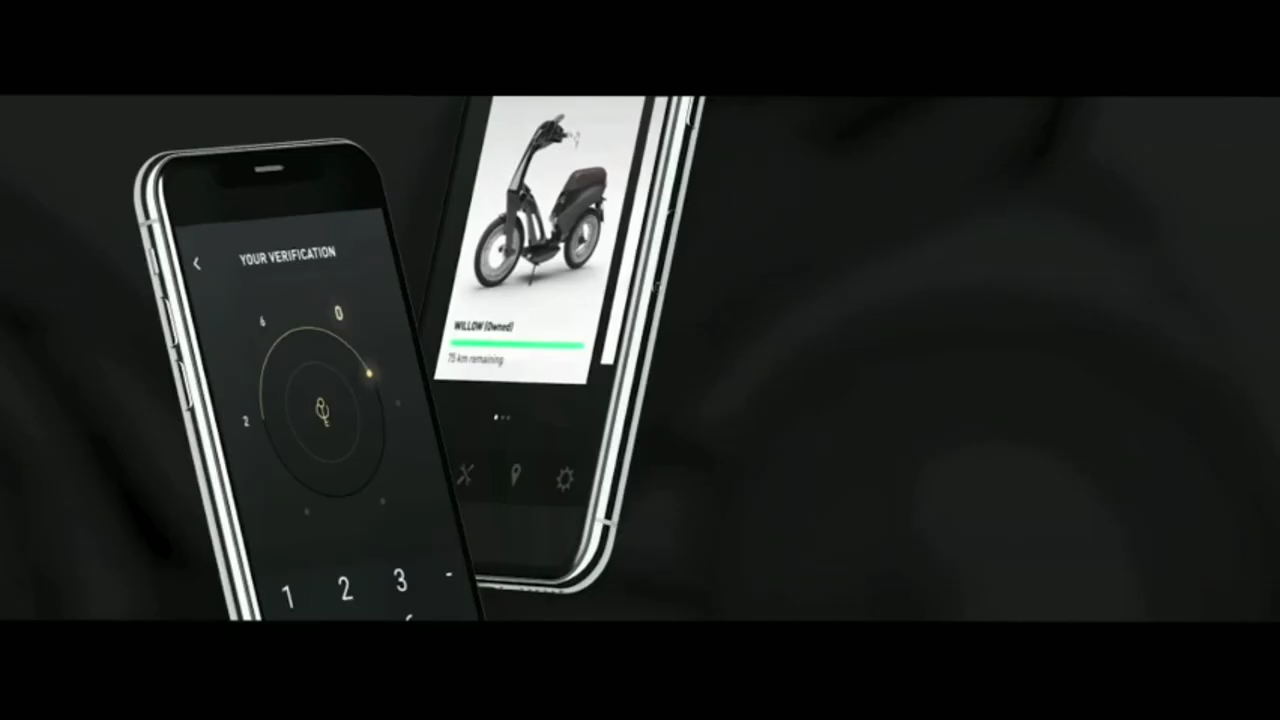 YOUR VERIFICATION
6 0
2
1 2 3
WILLOW (Owned)
75 km remaining